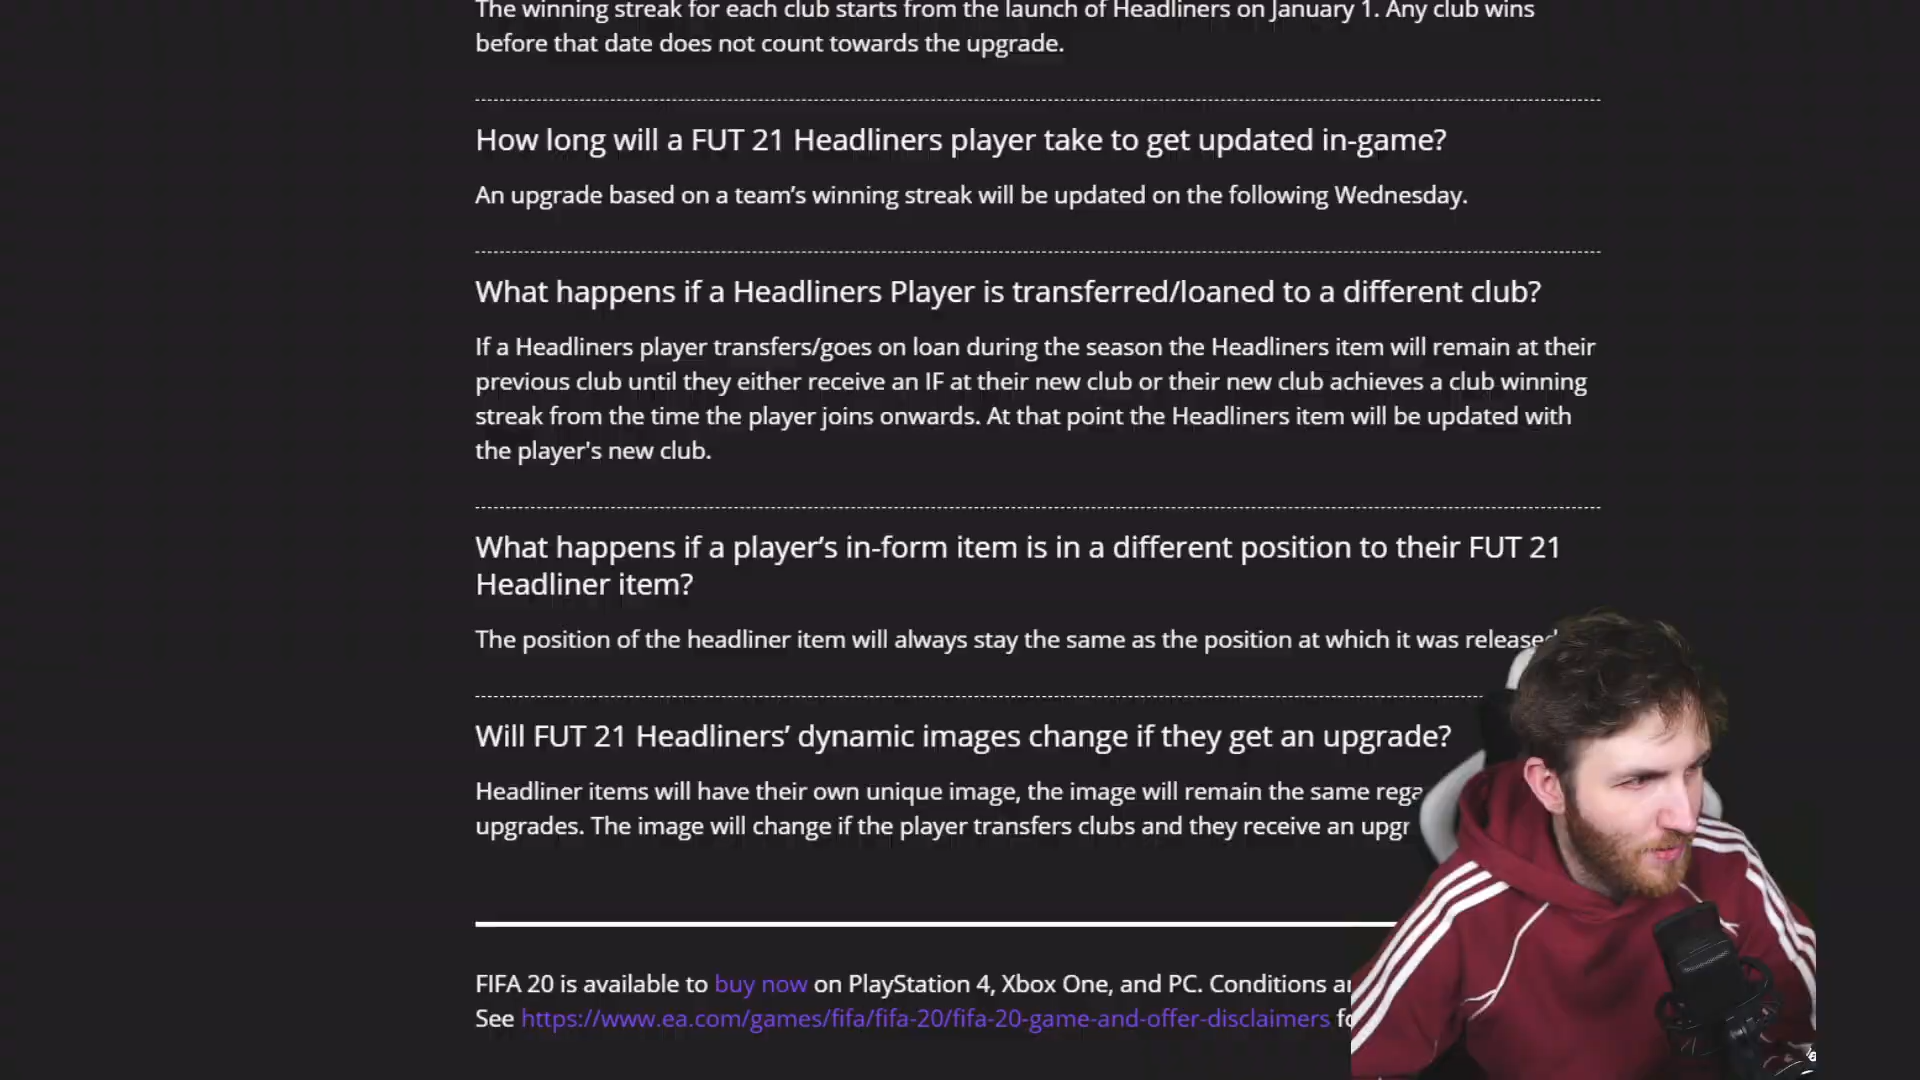 The winning streak for each club starts from the launch of Headliners on January 1. Any club wins
before that date does not count towards the upgrade.
How long will a FUT 21 Headliners player take to get updated in-game?
An upgrade based on a team’s winning streak will be updated on the following Wednesday.
What happens if a Headliners Player is transferred/loaned to a different club?
If a Headliners player transfers/goes on loan during the season the Headliners item will remain at their
previous club until they either receive an IF at their new club or their new club achieves a club winning
streak from the time the player joins onwards. At that point the Headliners item will be updated with
the player's new club.
What happens if a player’s in-form item is in a different position to their FUT 21
Headliner item?
The position of the headliner item will always stay the same as the position at which it was released
Will FUT 21 Headliners’ dynamic images change if they get an upgrade?
Headliner items will have their own unique image, the image will remain the same
upgrades. The image will change if the player transfers clubs and they receive an
FIFA 20 is available to buy now on PlayStation 4, Xbox One, and PC. Conditions
See https://www.ea.com/games/fifa/fifa-20/fifa-20-game-and-offer-disclaimers